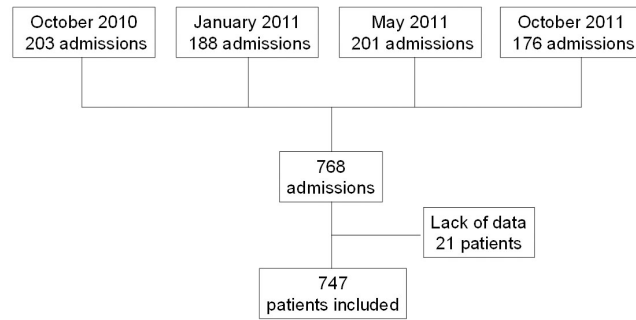 October 2010
203 admissions
January 2011
188 admissions
May 2011
201 admissions
October 2011
176 admissions
768
admissions
Lack of data
21 patients
747
patients included